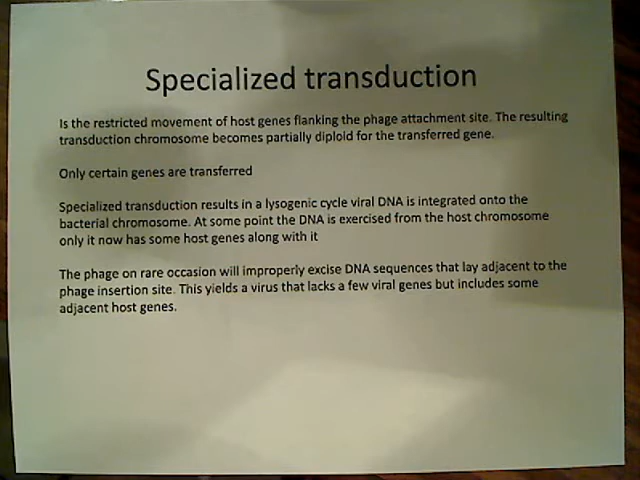 Specialized transduction
Is the restricted movement of host genes flanking the phage attachment site. The resulting
transduction chromosome becomes partially diploid for the transferred gene.
Only certain genes are transferred
Specialized transduction results in a lysogenic cycle viral DNA is integrated onto the
bacterial chromosome. At some point the DNA is exercised from the host chromosome
only it now has some host genes along with it
The phage on rare occasion will improperly excise DNA sequences that lay adjacent to the
phage insertion site. This yields a virus that lacks a few viral genes but includes some
adjacent host genes.